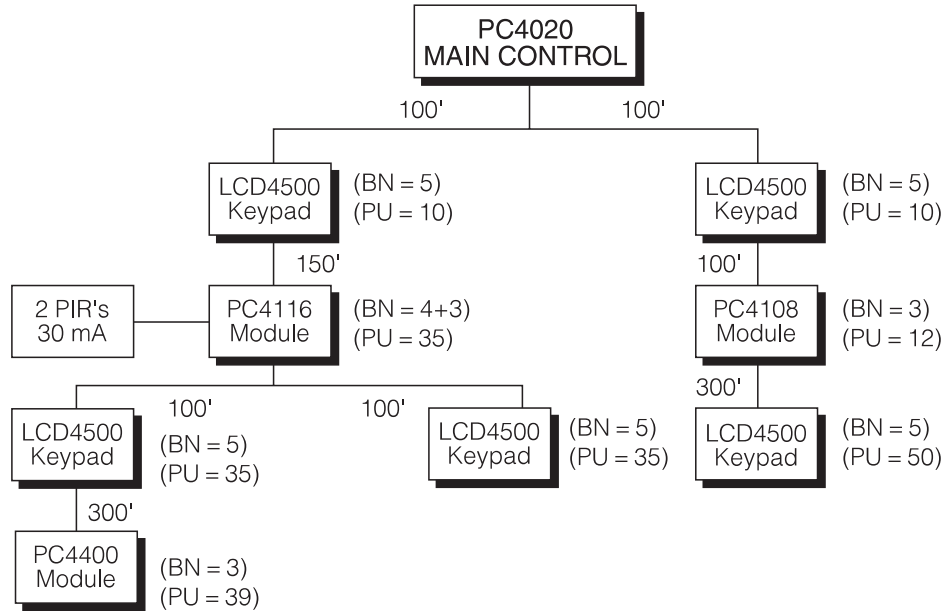 PC4020
MAIN CONTROL
100'
100'
LCD4500
Keypad
(BN = 5)
(PU = 10)
LCD4500
Keypad
(BN = 5)
(PU = 10)
150'
100'
2 PIR's
30 mA
PC4116
Module
(BN = 4+3)
(PU = 35)
PC4108
Module
(BN = 3)
(PU = 12)
100'
100'
300'
LCD4500
Keypad
(BN = 5)
(PU = 35)
LCD4500
Keypad
(BN = 5)
(PU = 35)
LCD4500
Keypad
(BN = 5)
(PU = 50)
300'
PC4400
Module
(BN = 3)
(PU = 39)